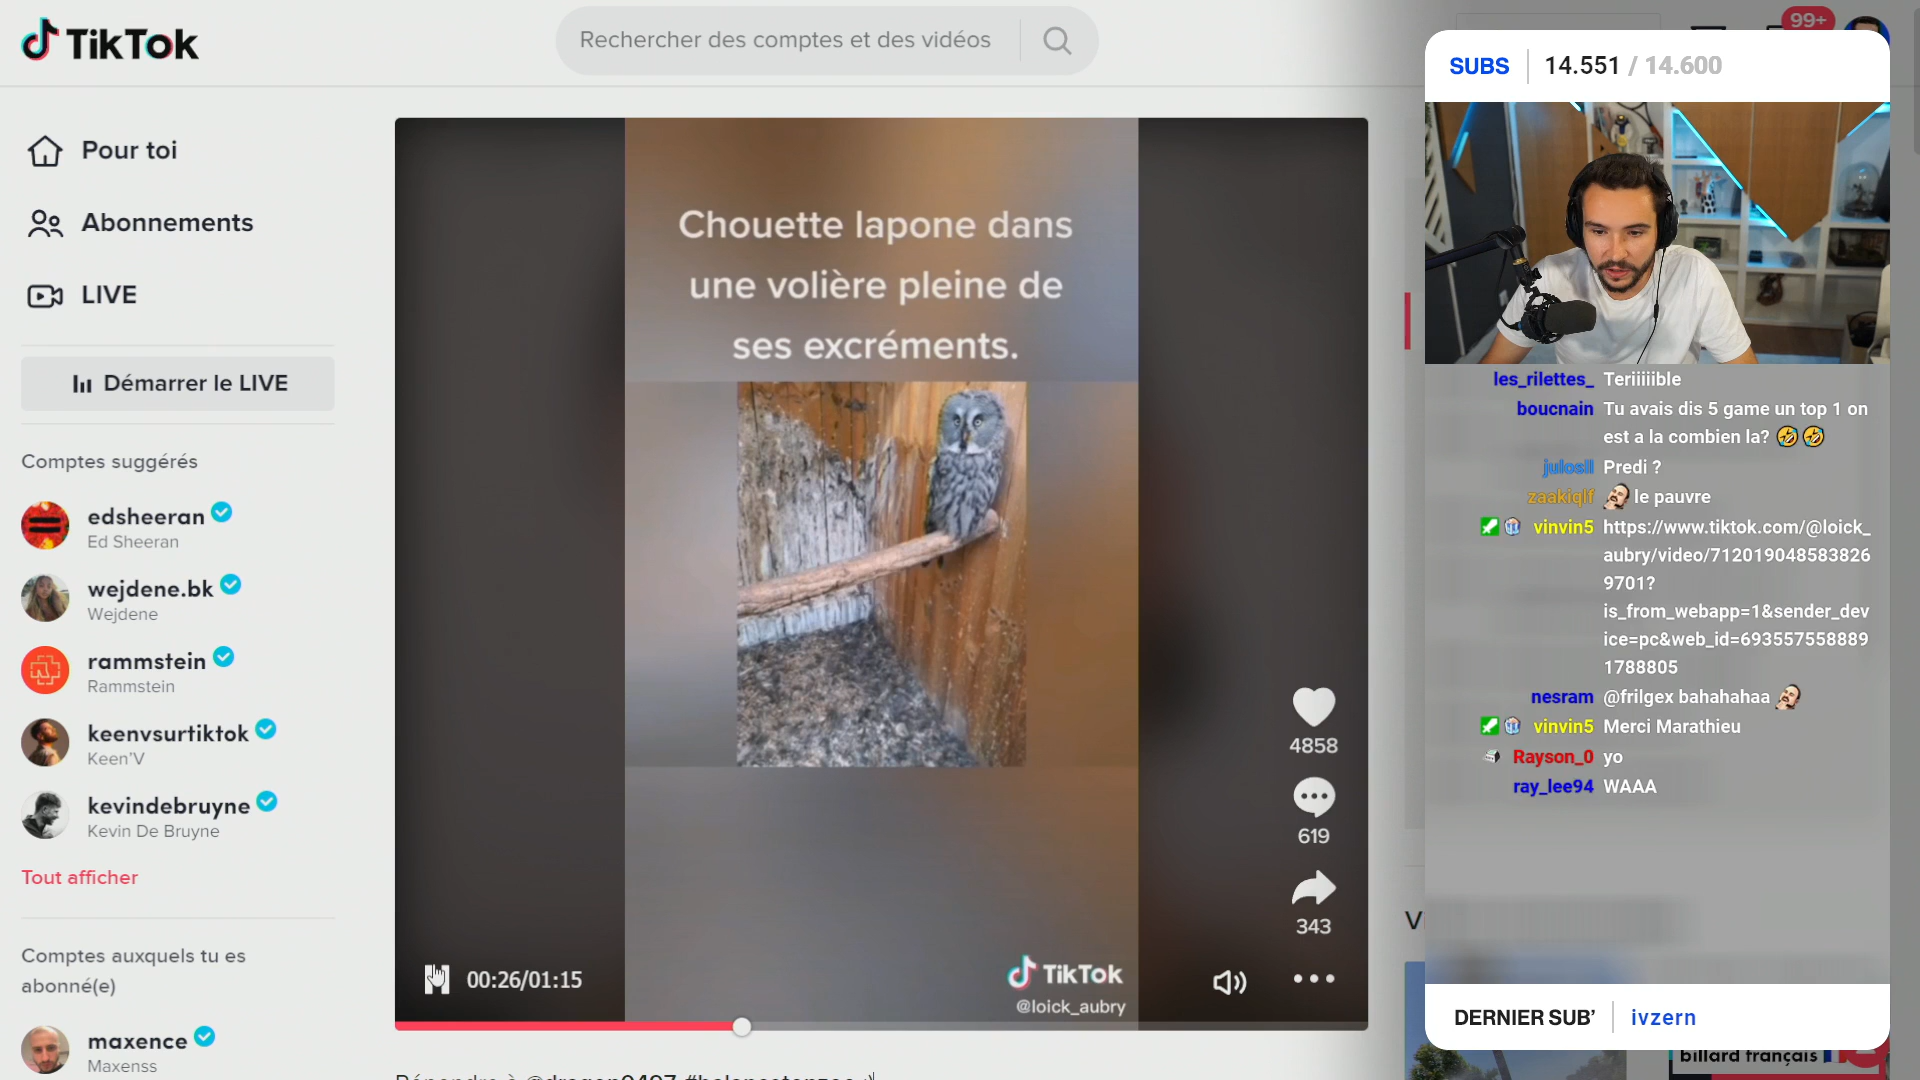 TikTok
Rechercher des comptes et des vidéos
99+
Pour toi
Abonnements
LIVE
Démarrer le LIVE
Comptes suggérés
edsheeran
Ed Sheeran
wejdene.bk
Wejdene
rammstein
Rammstein
keenvsurtiktok
Keen'V
kevindebruyne
Kevin De Bruyne
Tout afficher
Comptes auxquels tu es
abonné(e)
maxence
Maxenss
Chouette lapone dans
une volière pleine de
ses excréments.
4858
619
343
00:26/01:15
TikTok
@loick_aubry
SUBS 14.551 / 14.600
les_rilettes_ Teriiiiible
boucnain Tu avais dis 5 game un top 1 on
est a la combien la? 🤣🤣
julosll Predi ?
zaakiqlf le pauvre
vinvin5 https://www.tiktok.com/@loick_
aubry/video/712019048583826
9701?
is_from_webapp=1&sender_dev
ice=pc&web_id=693557558889
1788805
nesram @frilgex bahahahaa
vinvin5 Merci Marathieu
Rayson_0 yo
ray_lee94 WAAA
DERNIER SUB' ivzern
billard français